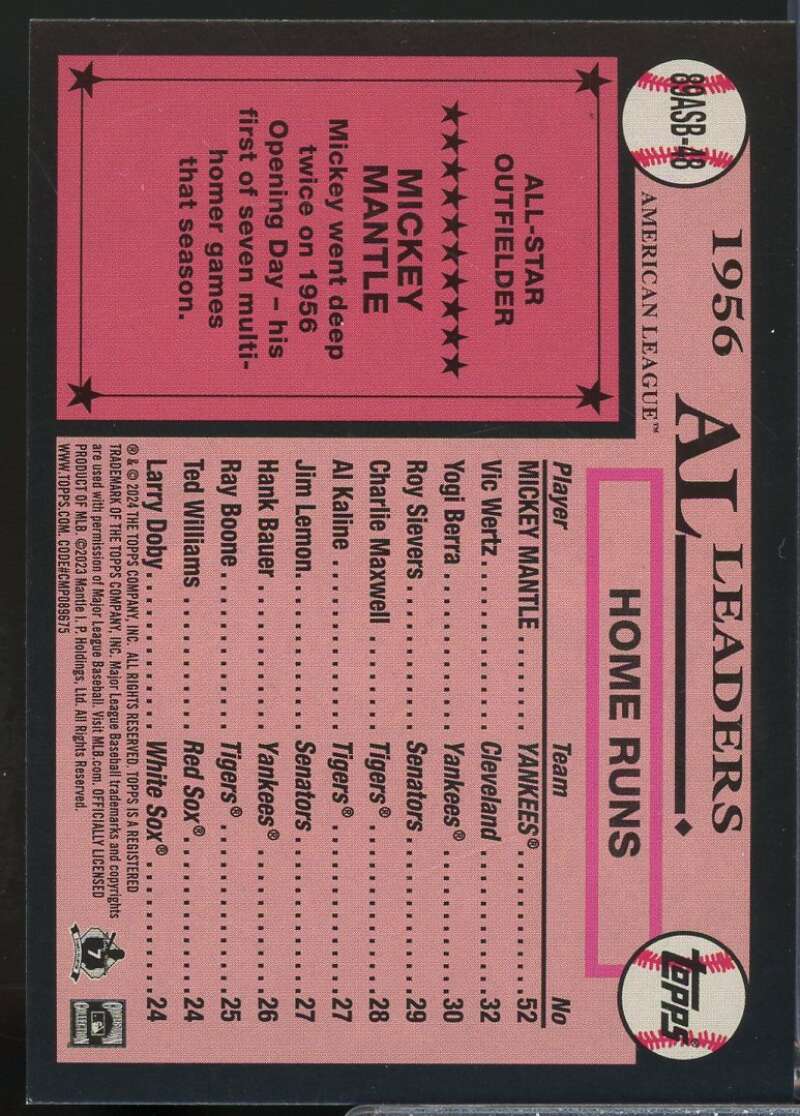 89ASB-48
1956 AL LEADERS
AMERICAN LEAGUE™
TOPPS®
ALL-STAR
OUTFIELDER
MICKEY
MANTLE
Mickey went deep
twice on 1956
Opening Day – his
first of seven multi-
homer games
that season.
HOME RUNS
Player Team No
MICKEY MANTLE..........YANKEES®..........52
Vic Wertz..........Cleveland..........32
Yogi Berra..........Yankees®..........30
Roy Sievers..........Senators..........29
Charlie Maxwell..........Tigers®..........28
Al Kaline..........Tigers®..........27
Jim Lemon..........Senators..........27
Hank Bauer..........Yankees®..........26
Ray Boone..........Tigers®..........25
Ted Williams..........Red Sox®..........24
Larry Doby..........White Sox®..........24
® & © 2024 THE TOPPS COMPANY, INC. ALL RIGHTS RESERVED. TOPPS IS A REGISTERED
TRADEMARK OF THE TOPPS COMPANY, INC. Major League Baseball trademarks and copyrights
are used with permission of Major League Baseball. Visit MLB.com. OFFICIALLY LICENSED
PRODUCT OF MLB ©2023 Mantle I. P. Holdings, Ltd. All Rights Reserved.
WWW.TOPPS.COM. CODE#CMP089675
7
COOPERSTOWN
COLLECTION